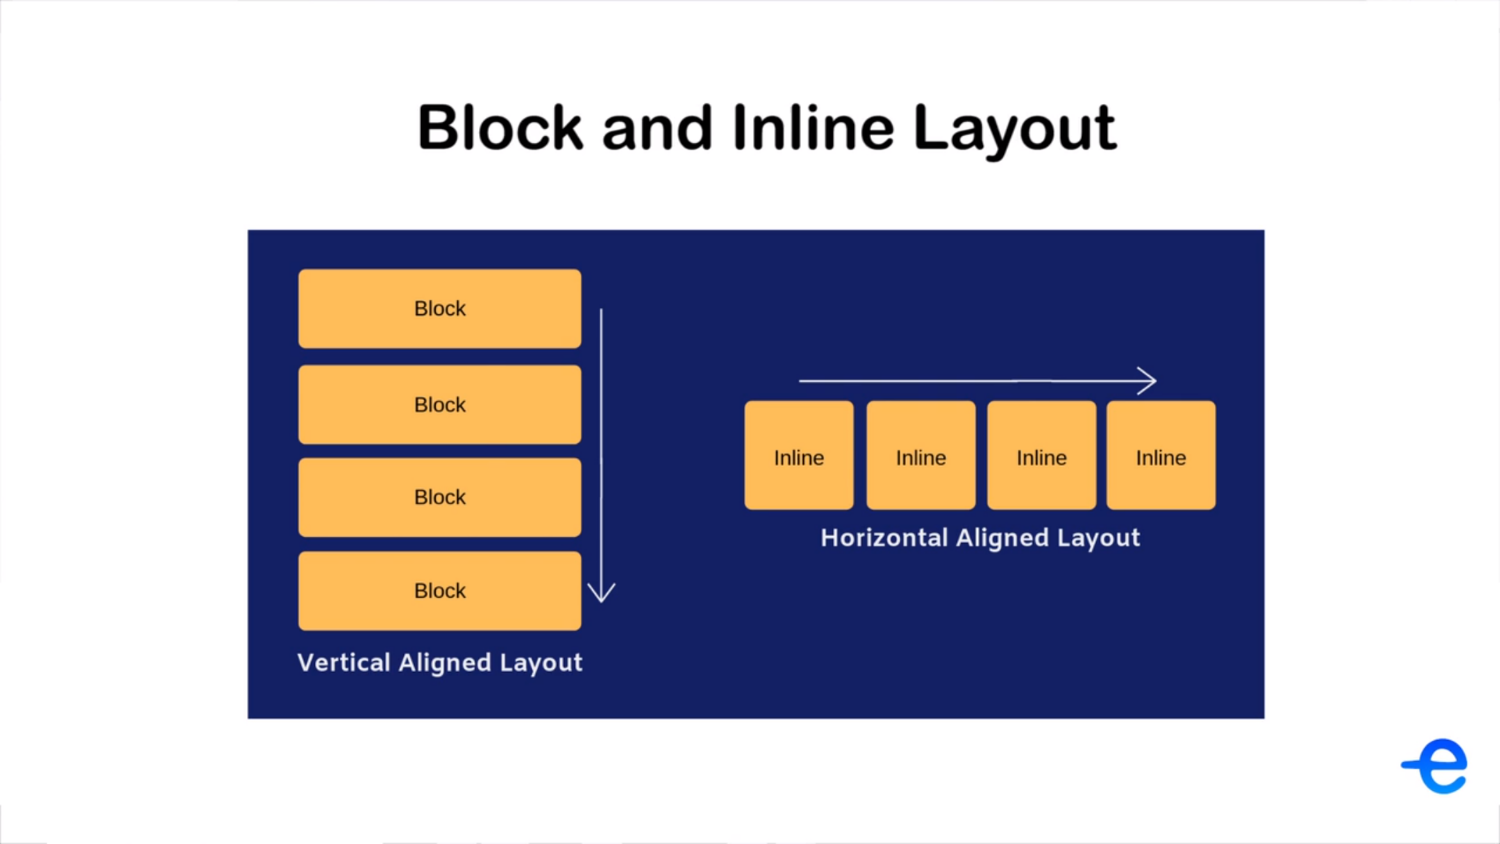 Block and Inline Layout
Block
Block
Block
Block
Vertical Aligned Layout
Inline Inline Inline Inline
Horizontal Aligned Layout
e